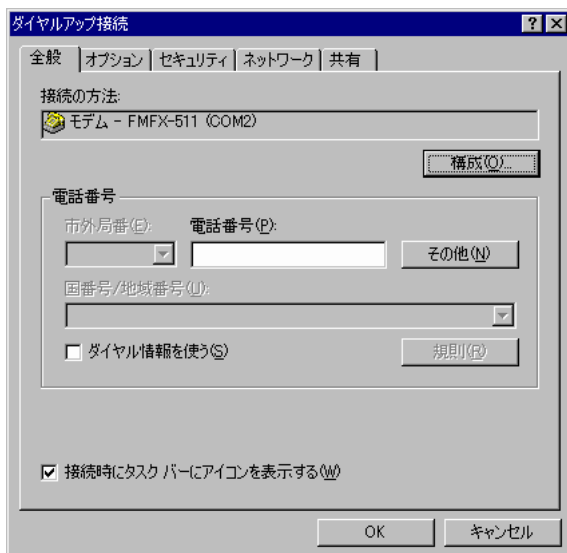 ダイヤルアップ接続
全般 オプション セキュリティ ネットワーク 共有
接続の方法:
モデム - FMFX-511 (COM2)
構成(O)...
電話番号
市外局番(E): 電話番号(P):
その他(N)
国番号/地域番号(U):
ダイヤル情報を使う(S) 規則(R)
接続時にタスク バーにアイコンを表示する(W)
OK キャンセル